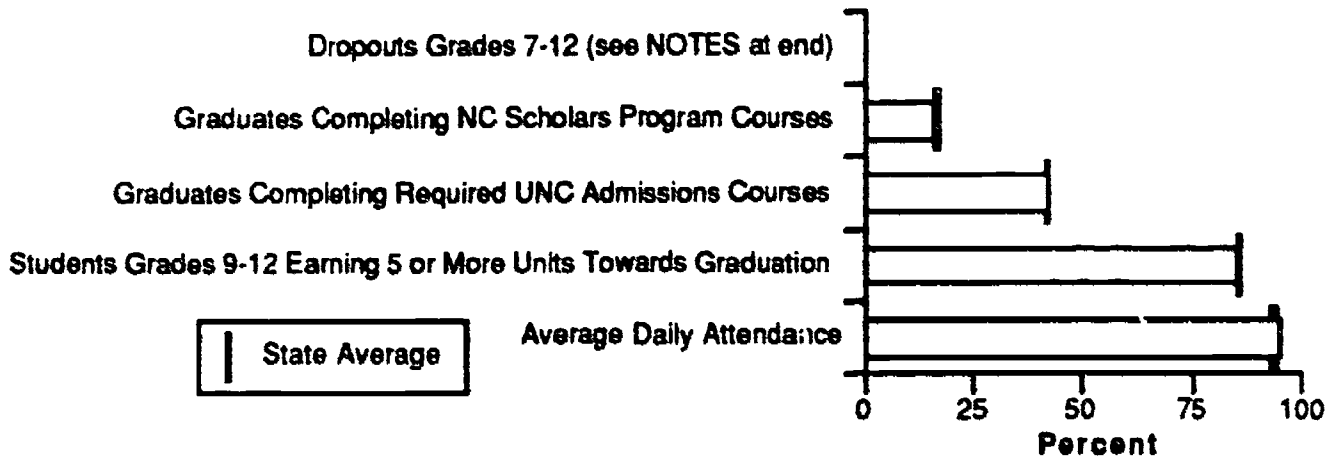 Dropouts Grades 7-12 (see NOTES at end)
Graduates Completing NC Scholars Program Courses
Graduates Completing Required UNC Admissions Courses
Students Grades 9-12 Earning 5 or More Units Towards Graduation
Average Daily Attendance
State Average
0 25 50 75 100
Percent